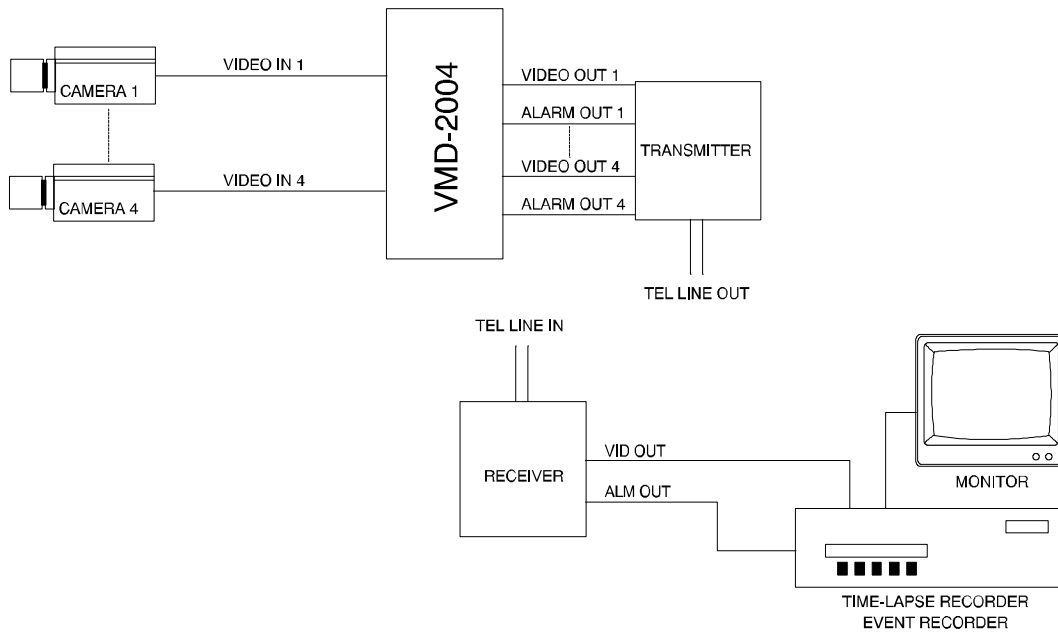 CAMERA 1
VIDEO IN 1
VMD-2004
VIDEO OUT 1
ALARM OUT 1
VIDEO OUT 4
ALARM OUT 4
TRANSMITTER
CAMERA 4
VIDEO IN 4
TEL LINE OUT
TEL LINE IN
RECEIVER
VID OUT
ALM OUT
MONITOR
TIME-LAPSE RECORDER
EVENT RECORDER